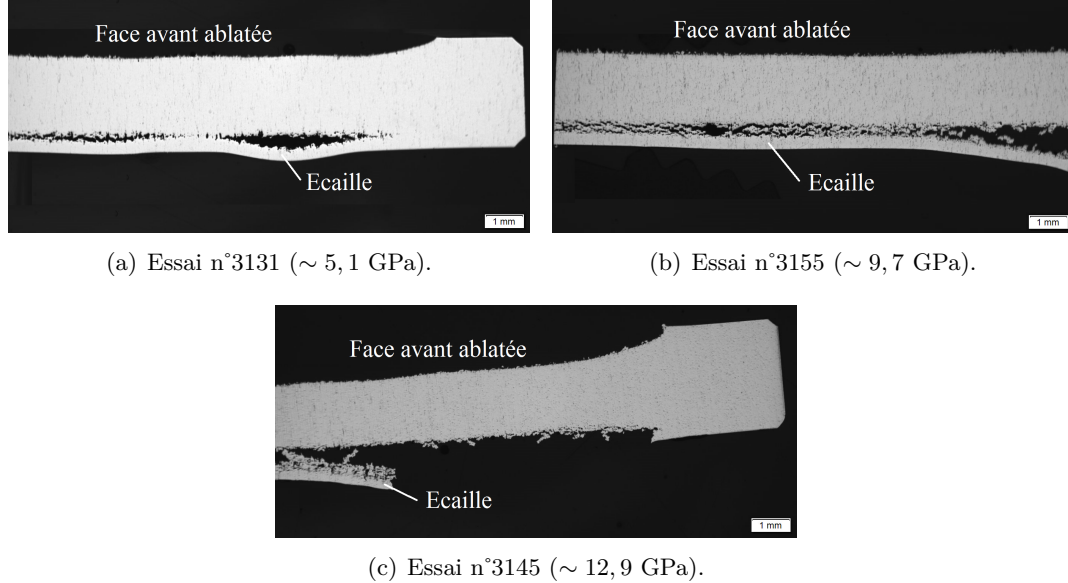 Face avant ablatée
Ecaille
1 mm
(a) Essai n°3131 (∼ 5, 1 GPa).
Face avant ablatée
Ecaille
1 mm
(b) Essai n°3155 (∼ 9, 7 GPa).
Face avant ablatée
Ecaille
1 mm
(c) Essai n°3145 (∼ 12, 9 GPa).